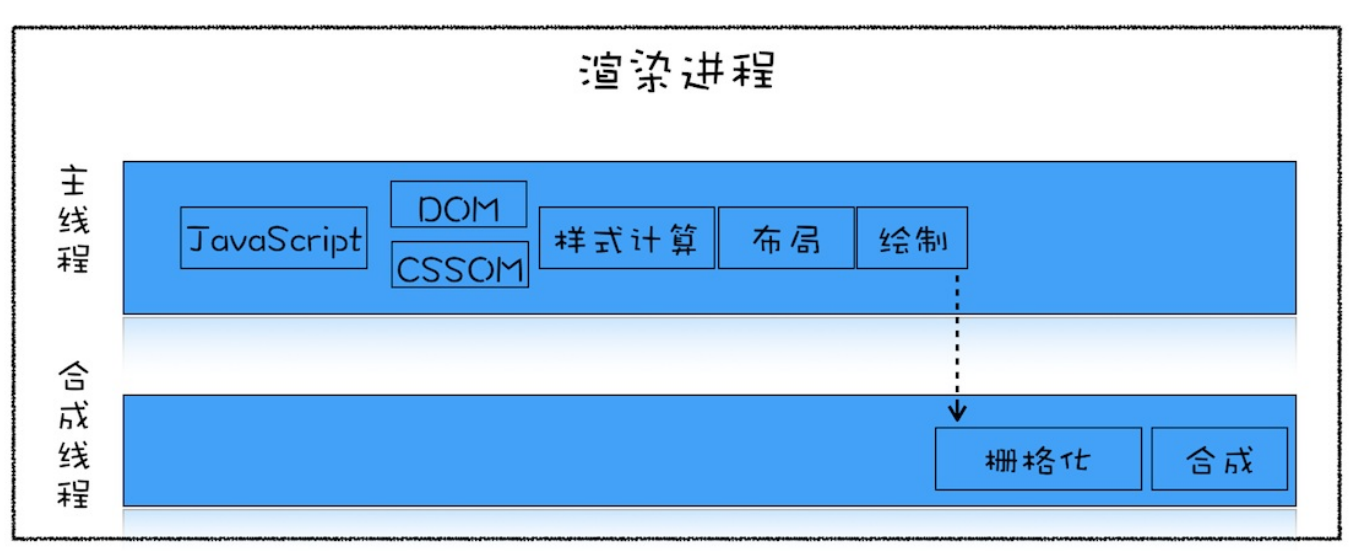 渲染进程
主线程
JavaScript
DOM
CSSOM
样式计算
布局
绘制
合成线程
栅格化
合成